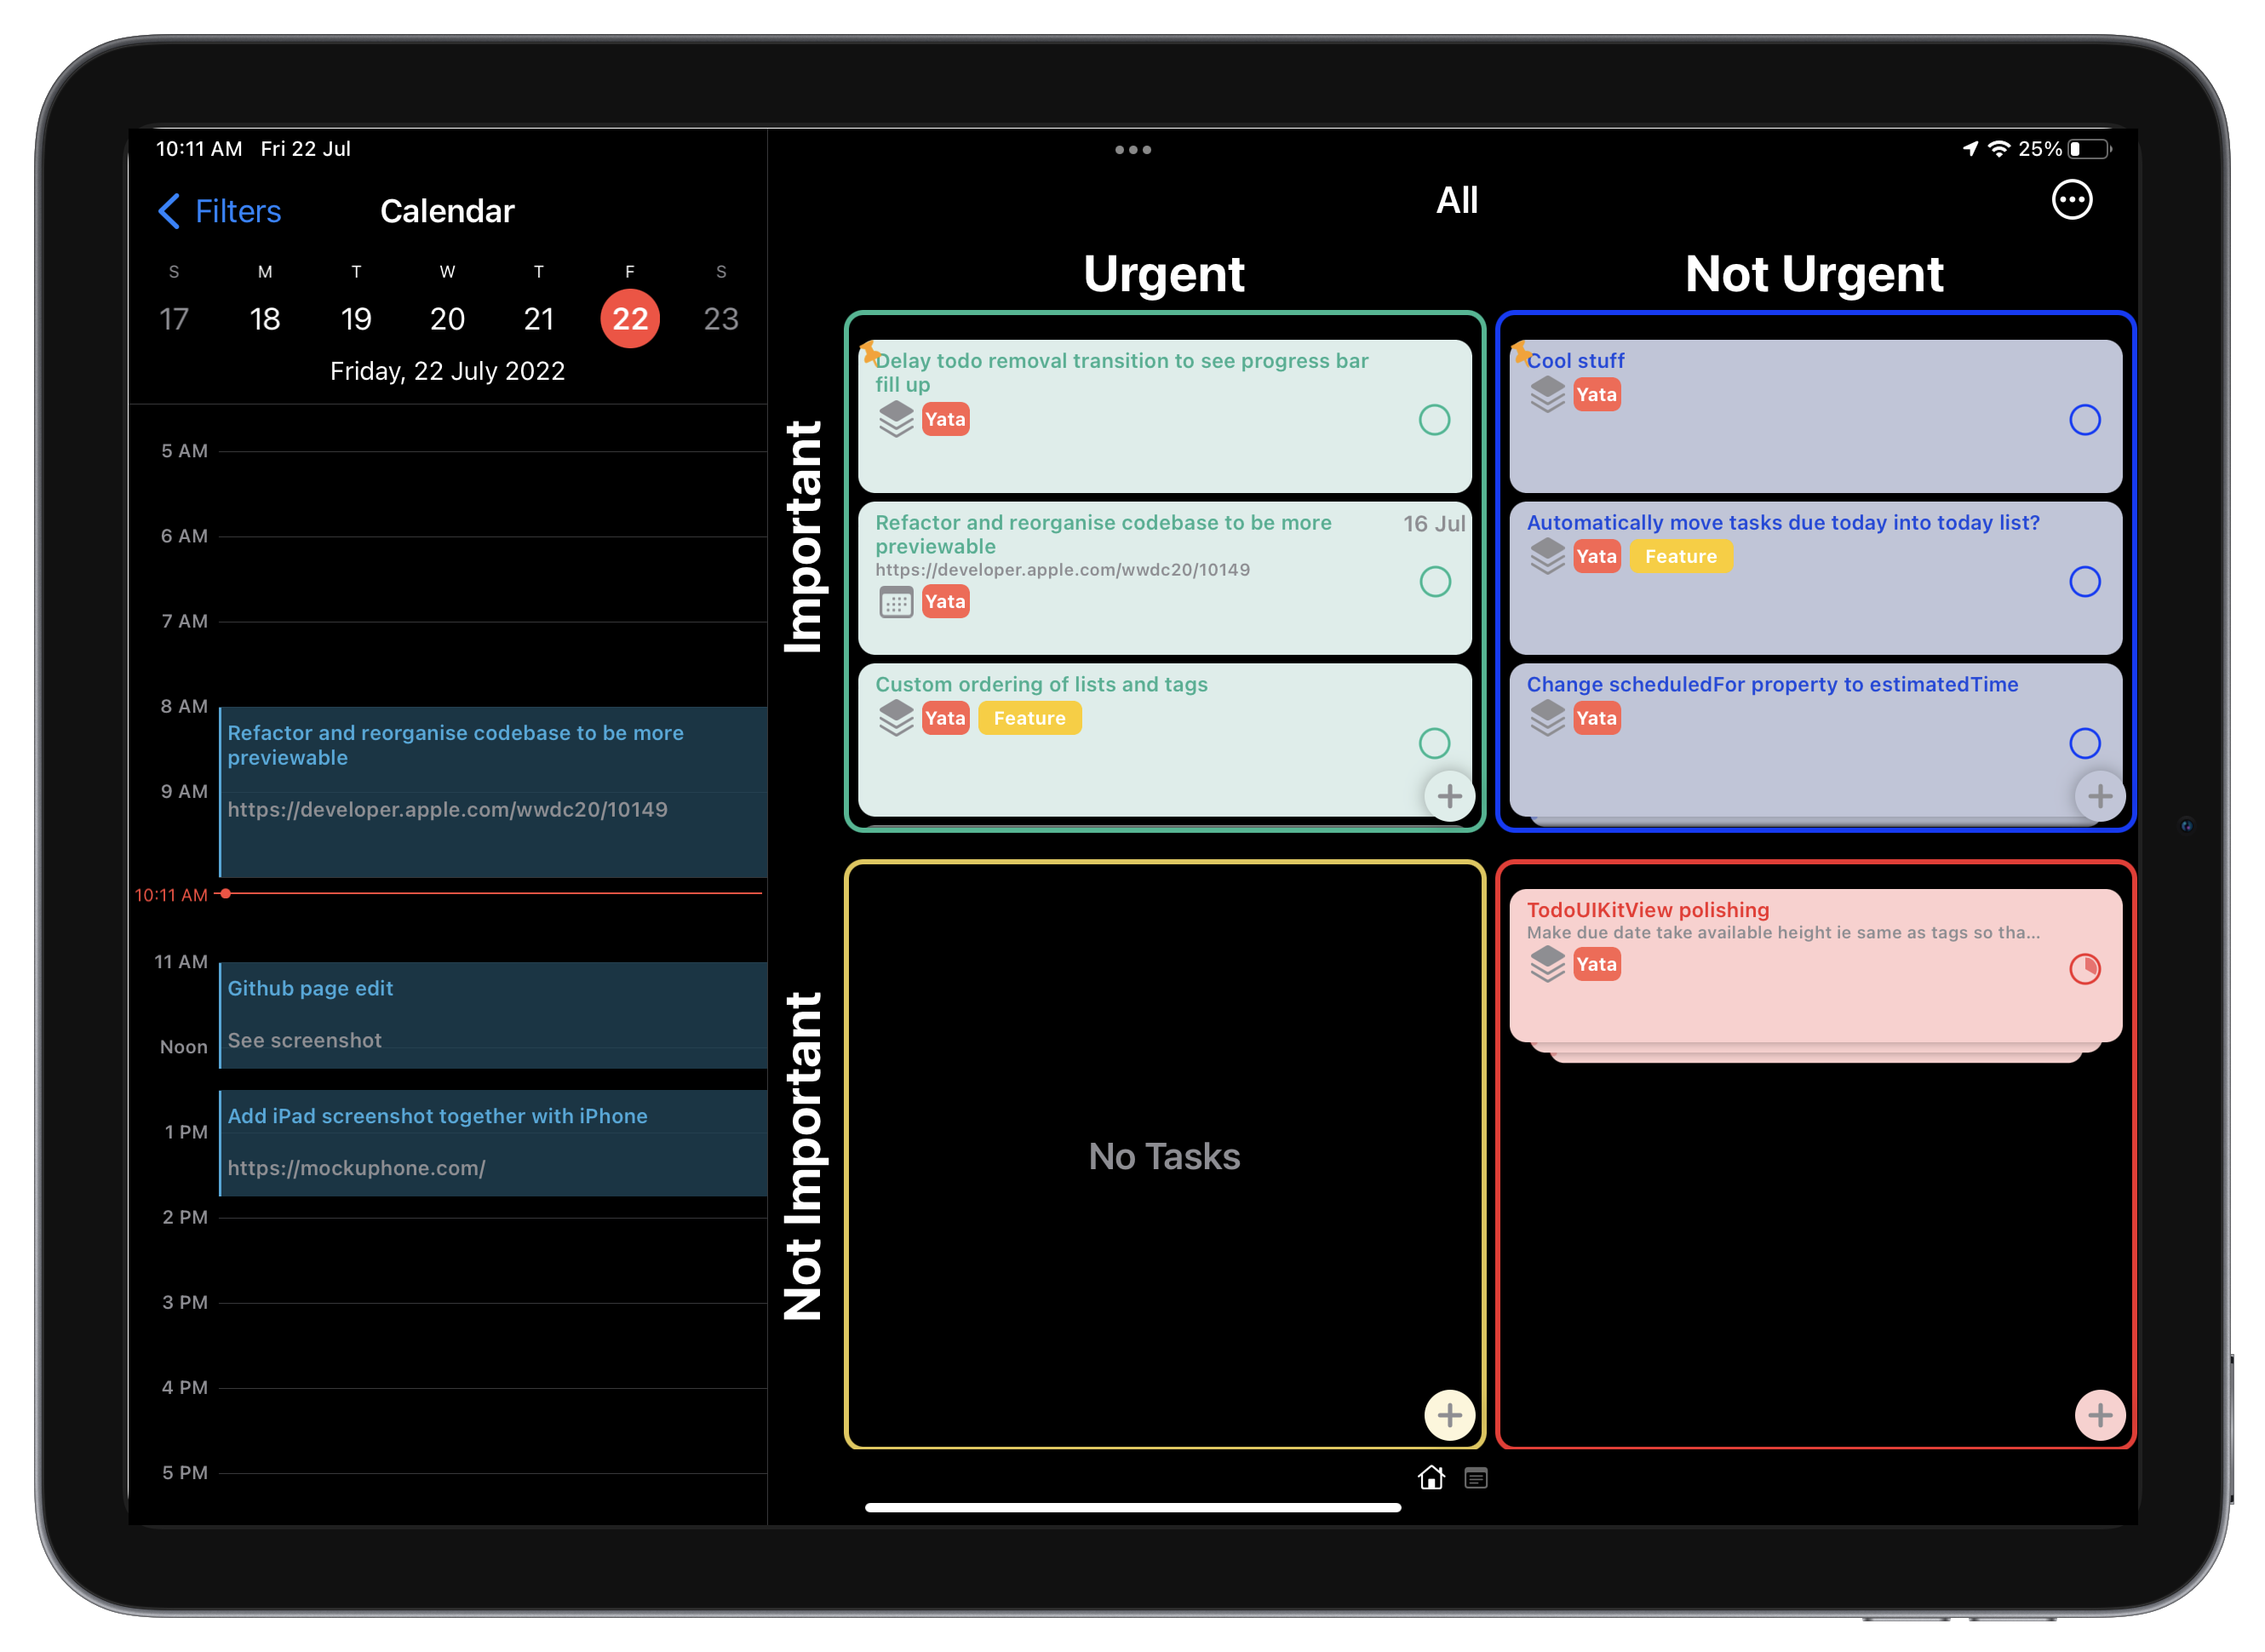 10:11 AM Fri 22 Jul
25%
Filters
Calendar
S M T W T F S
17 18 19 20 21 22 23
Friday, 22 July 2022
5 AM
6 AM
7 AM
8 AM
Refactor and reorganise codebase to be more
previewable
9 AM
https://developer.apple.com/wwdc20/10149
10:11 AM
11 AM
Github page edit
See screenshot
Noon
Add iPad screenshot together with iPhone
1 PM
https://mockuphone.com/
2 PM
3 PM
4 PM
5 PM
All
Urgent
Not Urgent
Important
Delay todo removal transition to see progress bar
fill up
Yata
Refactor and reorganise codebase to be more
previewable
16 Jul
https://developer.apple.com/wwdc20/10149
Yata
Custom ordering of lists and tags
Yata Feature
Cool stuff
Yata
Automatically move tasks due today into today list?
Yata Feature
Change scheduledFor property to estimatedTime
Yata
Not Important
No Tasks
TodoUIKitView polishing
Make due date take available height ie same as tags so tha...
Yata